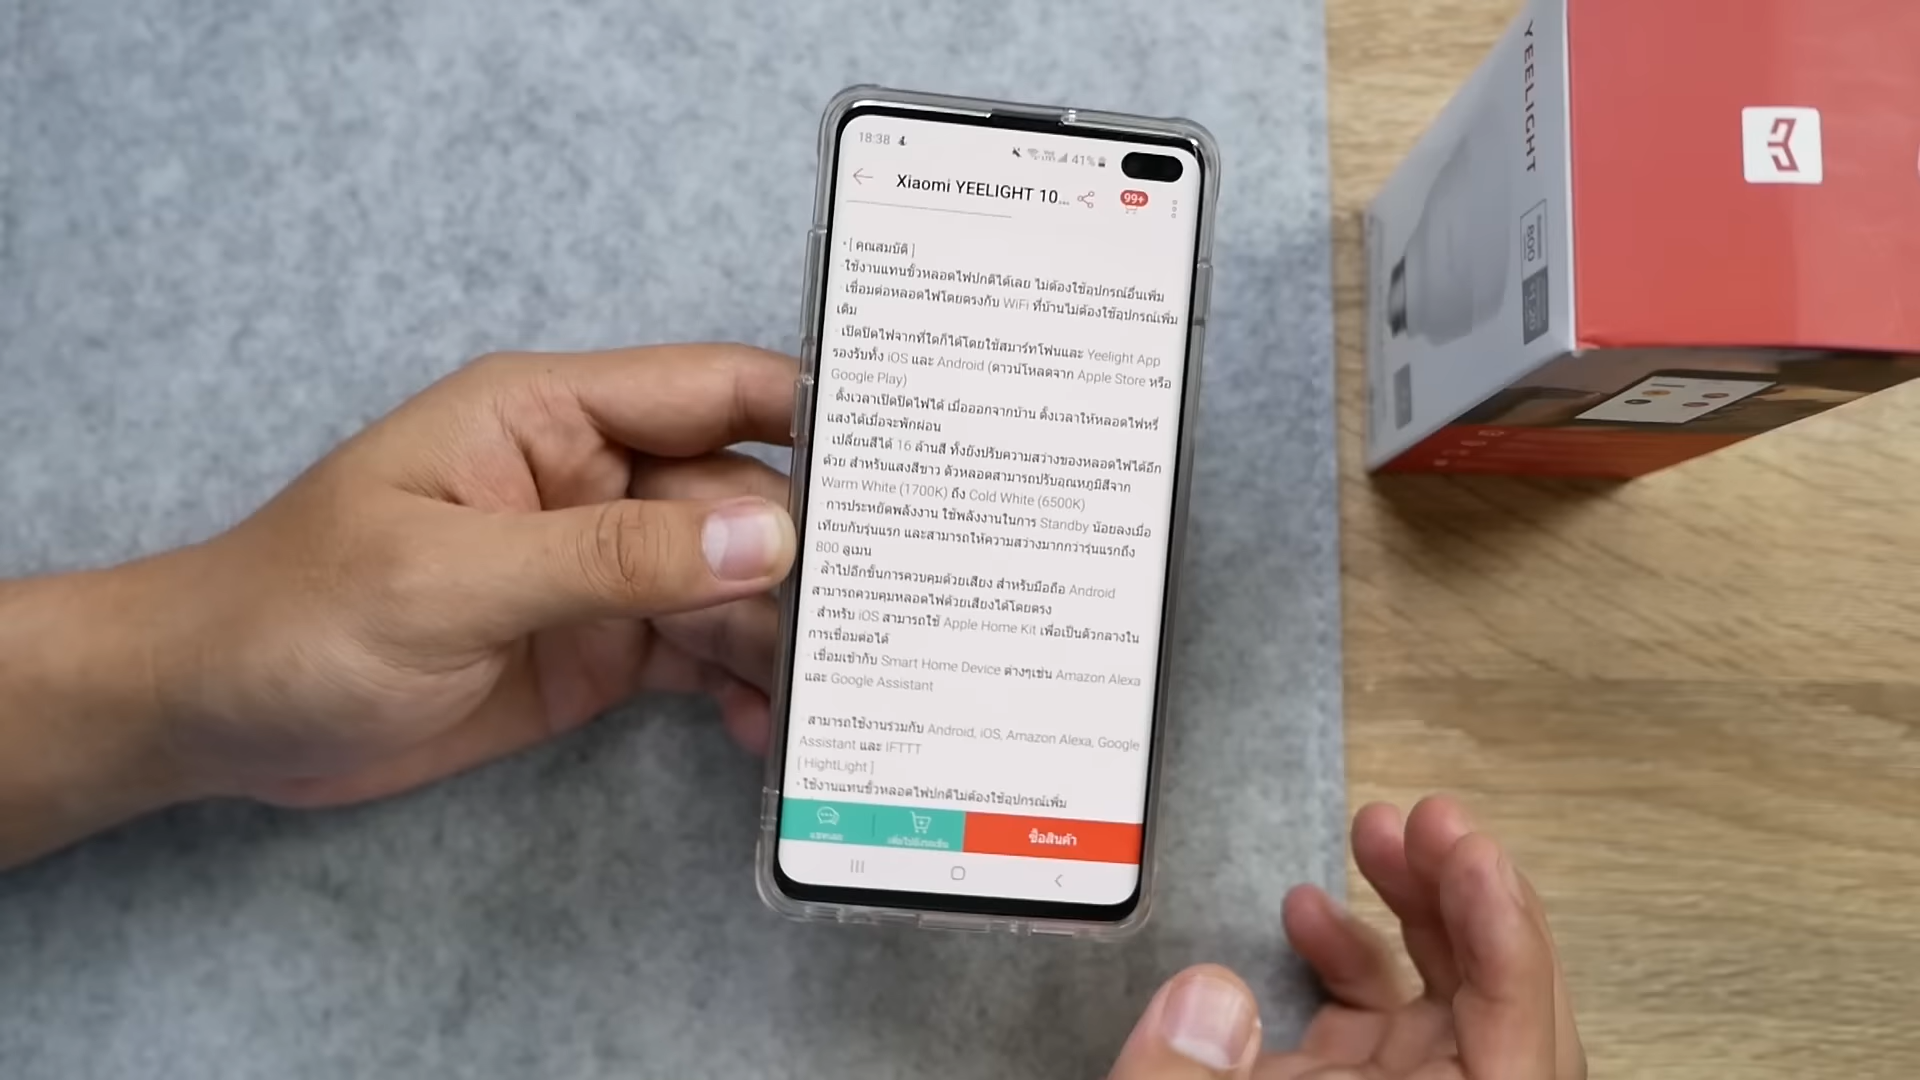 18:38
41%
Xiaomi YEELIGHT 10...
99+
• [ คุณสมบัติ ]
- ใช้งานแทนขั้วหลอดไฟปกติได้เลย ไม่ต้องใช้อุปกรณ์อื่นเพิ่ม
- เชื่อมต่อหลอดไฟโดยตรงกับ WiFi ที่บ้านไม่ต้องใช้อุปกรณ์เพิ่ม
เติม
- เปิดปิดไฟจากที่ใดก็ได้โดยใช้สมาร์ทโฟนและ Yeelight App
รองรับทั้ง iOS และ Android (ดาวน์โหลดจาก Apple Store หรือ
Google Play)
- ตั้งเวลาเปิดปิดไฟได้ เมื่อออกจากบ้าน ตั้งเวลาให้หลอดไฟหรี่
แสงได้เมื่อจะพักผ่อน
- เปลี่ยนสีได้ 16 ล้านสี ทั้งยังปรับความสว่างของหลอดไฟได้อีก
ด้วย สำหรับแสงสีขาว ตัวหลอดสามารถปรับอุณหภูมิสีจาก
Warm White (1700K) ถึง Cold White (6500K)
- การประหยัดพลังงาน ใช้พลังงานในการ Standby น้อยลงเมื่อ
เทียบกับรุ่นแรก และสามารถให้ความสว่างมากกว่ารุ่นแรกถึง
800 ลูเมน
- ล้ำไปอีกขั้นการควบคุมด้วยเสียง สำหรับมือถือ Android
สามารถควบคุมหลอดไฟด้วยเสียงได้โดยตรง
- สำหรับ iOS สามารถใช้ Apple Home Kit เพื่อเป็นตัวกลางใน
การเชื่อมต่อได้
- เชื่อมเข้ากับ Smart Home Device ต่างๆเช่น Amazon Alexa
และ Google Assistant
- สามารถใช้งานร่วมกับ Android, iOS, Amazon Alexa, Google
Assistant และ IFTTT
[ HightLight ]
• ใช้งานแทนขั้วหลอดไฟปกติไม่ต้องใช้อุปกรณ์เพิ่ม
ซื้อสินค้า
YEELIGHT
800